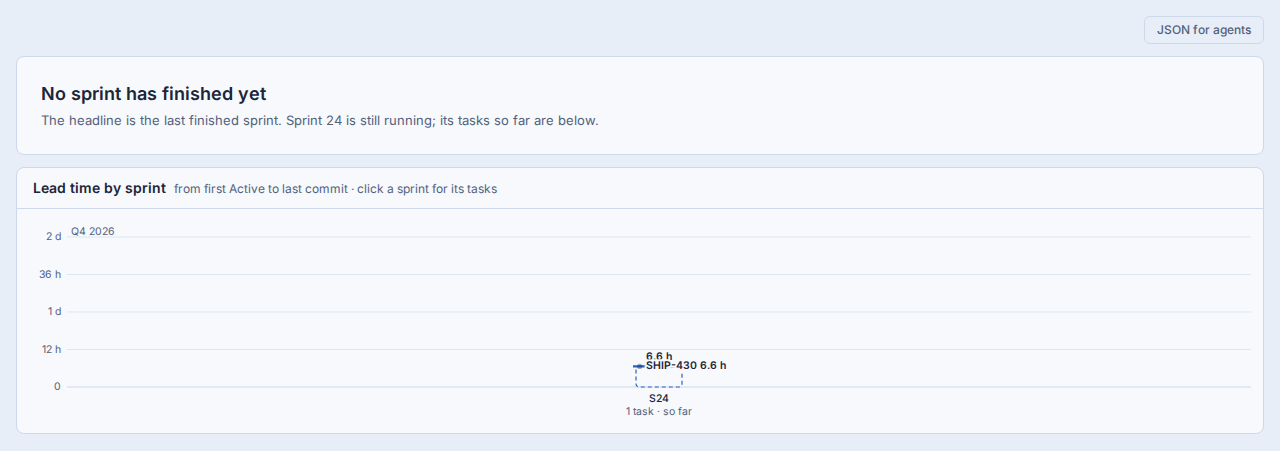 JSON for agents
No sprint has finished yet
The headline is the last finished sprint. Sprint 24 is still running; its tasks so far are below.
Lead time by sprint from first Active to last commit · click a sprint for its tasks
Q4 2026
2 d
36 h
1 d
12 h
6.6 h
SHIP-430 6.6 h
0
S24
1 task · so far